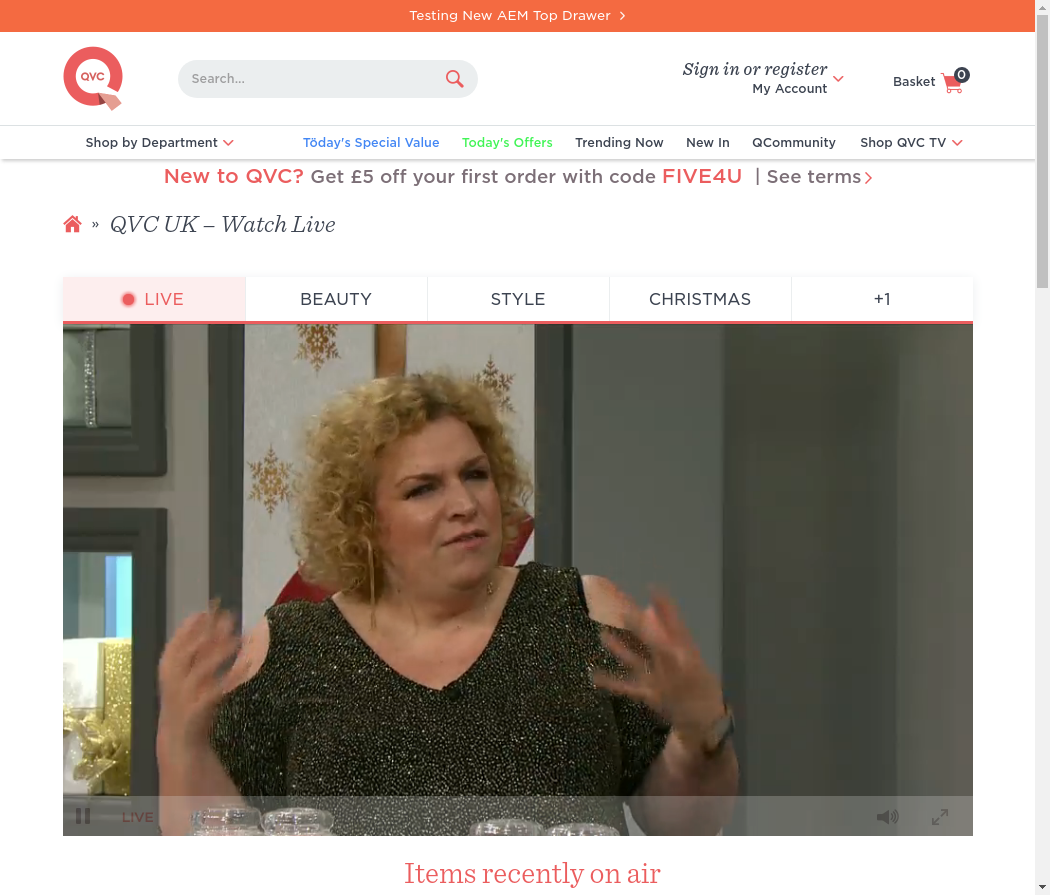 Testing New AEM Top Drawer
QVC
Search...
Sign in or register
My Account
Basket
0
Shop by Department
Töday's Special Value
Today's Offers
Trending Now
New In
QCommunity
Shop QVC TV
New to QVC? Get £5 off your first order with code FIVE4U | See terms
» QVC UK – Watch Live
LIVE
BEAUTY
STYLE
CHRISTMAS
+1
LIVE
Items recently on air